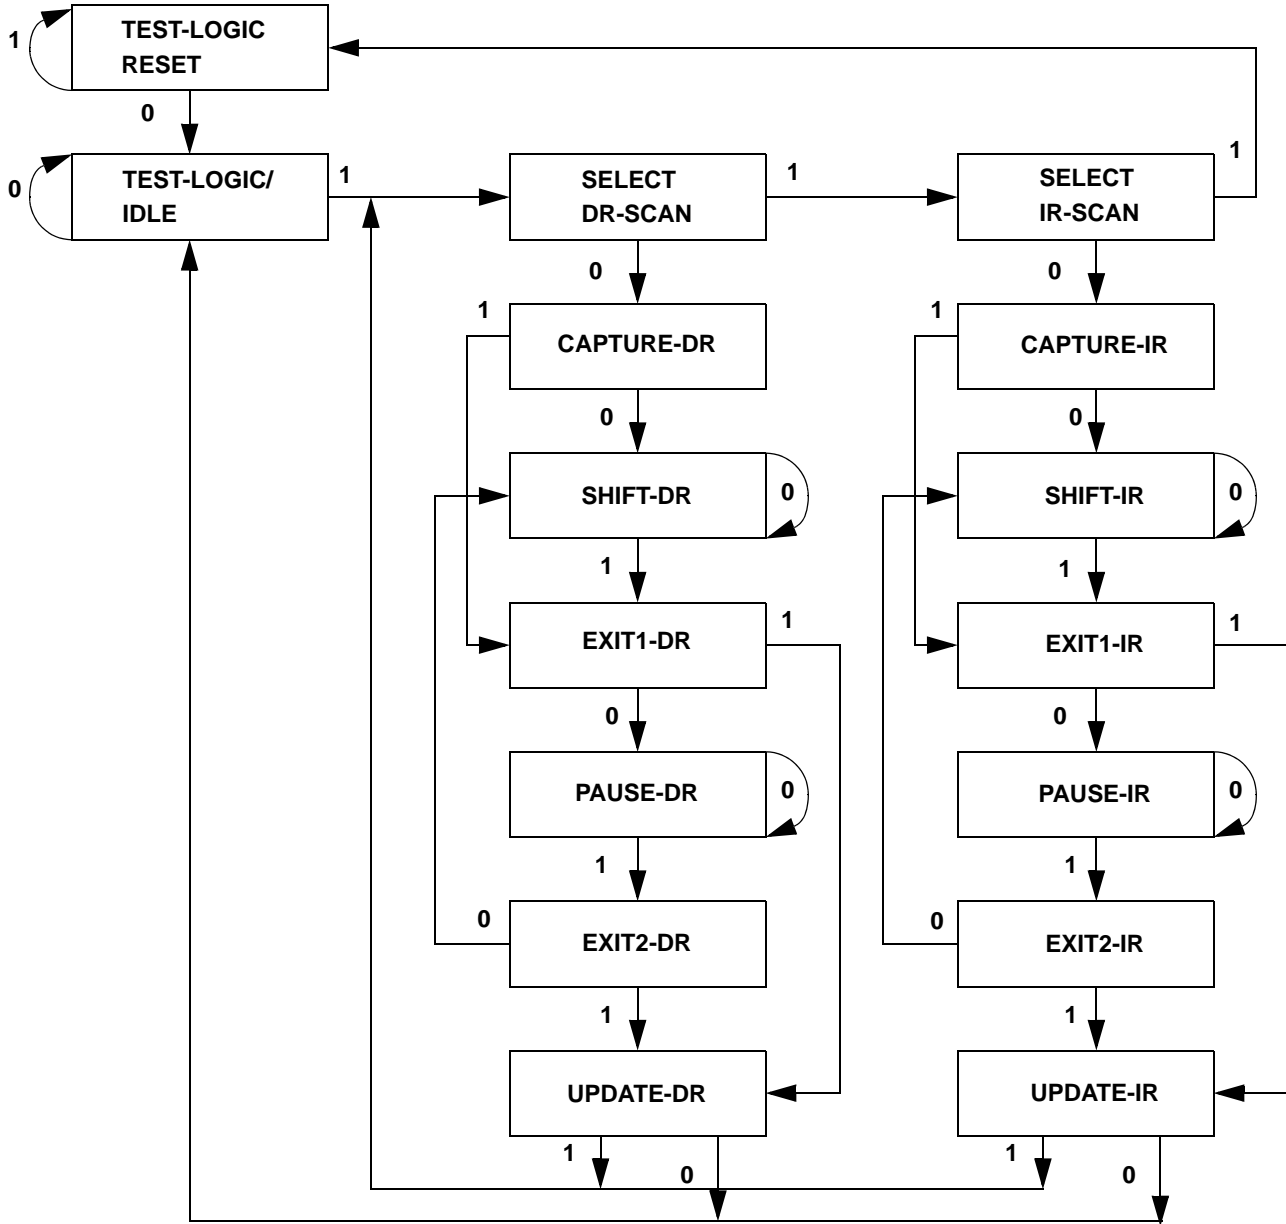 TEST-LOGIC
RESET
1
0
TEST-LOGIC/
IDLE
0
1
SELECT
DR-SCAN
1
SELECT
IR-SCAN
1
0
0
1
CAPTURE-DR
1
CAPTURE-IR
0
0
SHIFT-DR
0
SHIFT-IR
0
1
1
EXIT1-DR
1
EXIT1-IR
1
0
0
PAUSE-DR
0
PAUSE-IR
0
1
1
0
EXIT2-DR
0
EXIT2-IR
1
1
UPDATE-DR
UPDATE-IR
1
0
1
0